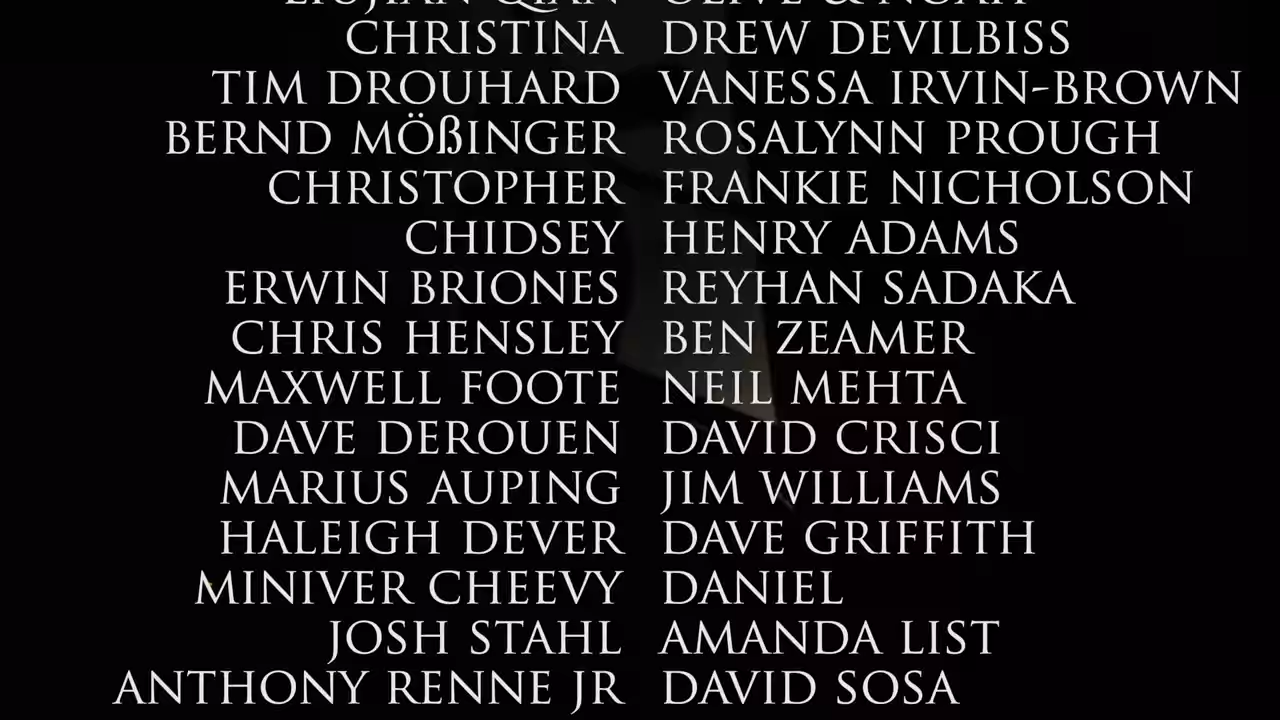 CHRISTINA DREW DEVILBISS
TIM DROUHARD VANESSA IRVIN-BROWN
BERND MÖßINGER ROSALYNN PROUGH
CHRISTOPHER FRANKIE NICHOLSON
CHIDSEY HENRY ADAMS
ERWIN BRIONES REYHAN SADAKA
CHRIS HENSLEY BEN ZEAMER
MAXWELL FOOTE NEIL MEHTA
DAVE DEROUEN DAVID CRISCI
MARIUS AUPING JIM WILLIAMS
HALEIGH DEVER DAVE GRIFFITH
MINIVER CHEEVY DANIEL
JOSH STAHL AMANDA LIST
ANTHONY RENNE JR DAVID SOSA